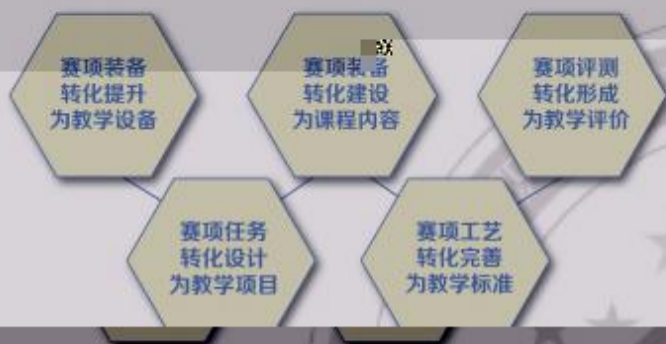 赛项装备
转化提升
为教学设备
赛项装备
转化建设
为课程内容
赛项评测
转化形成
为教学评价
赛项任务
转化设计
为教学项目
赛项工艺
转化完善
为教学标准